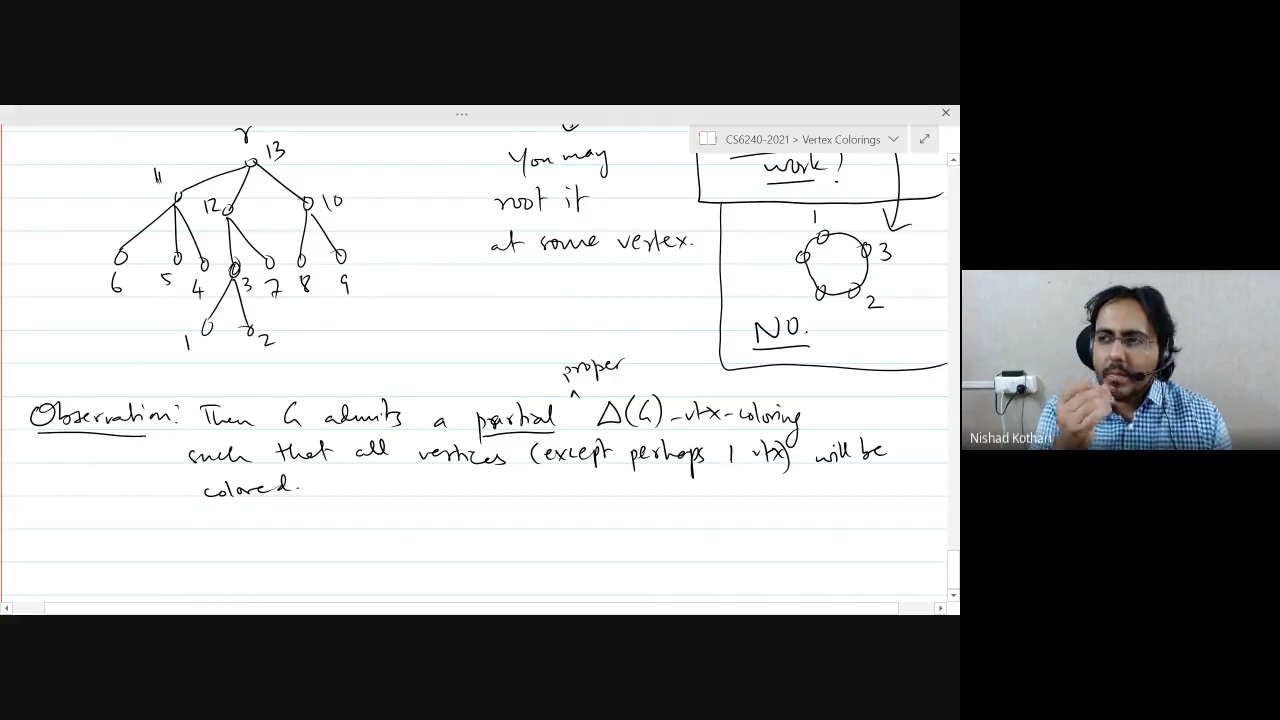 CS6240-2021 > Vertex Colorings
r
13
11
12
10
6
5
4
3
7
8
9
1
2
You may
root it
at some vertex.
work?
1
3
2
NO.
proper
Observation: Then G admits a partial ^ Δ(G)-vtx-coloring
such that all vertices (except perhaps 1 vtx) will be
colored.
Nishad Kothari